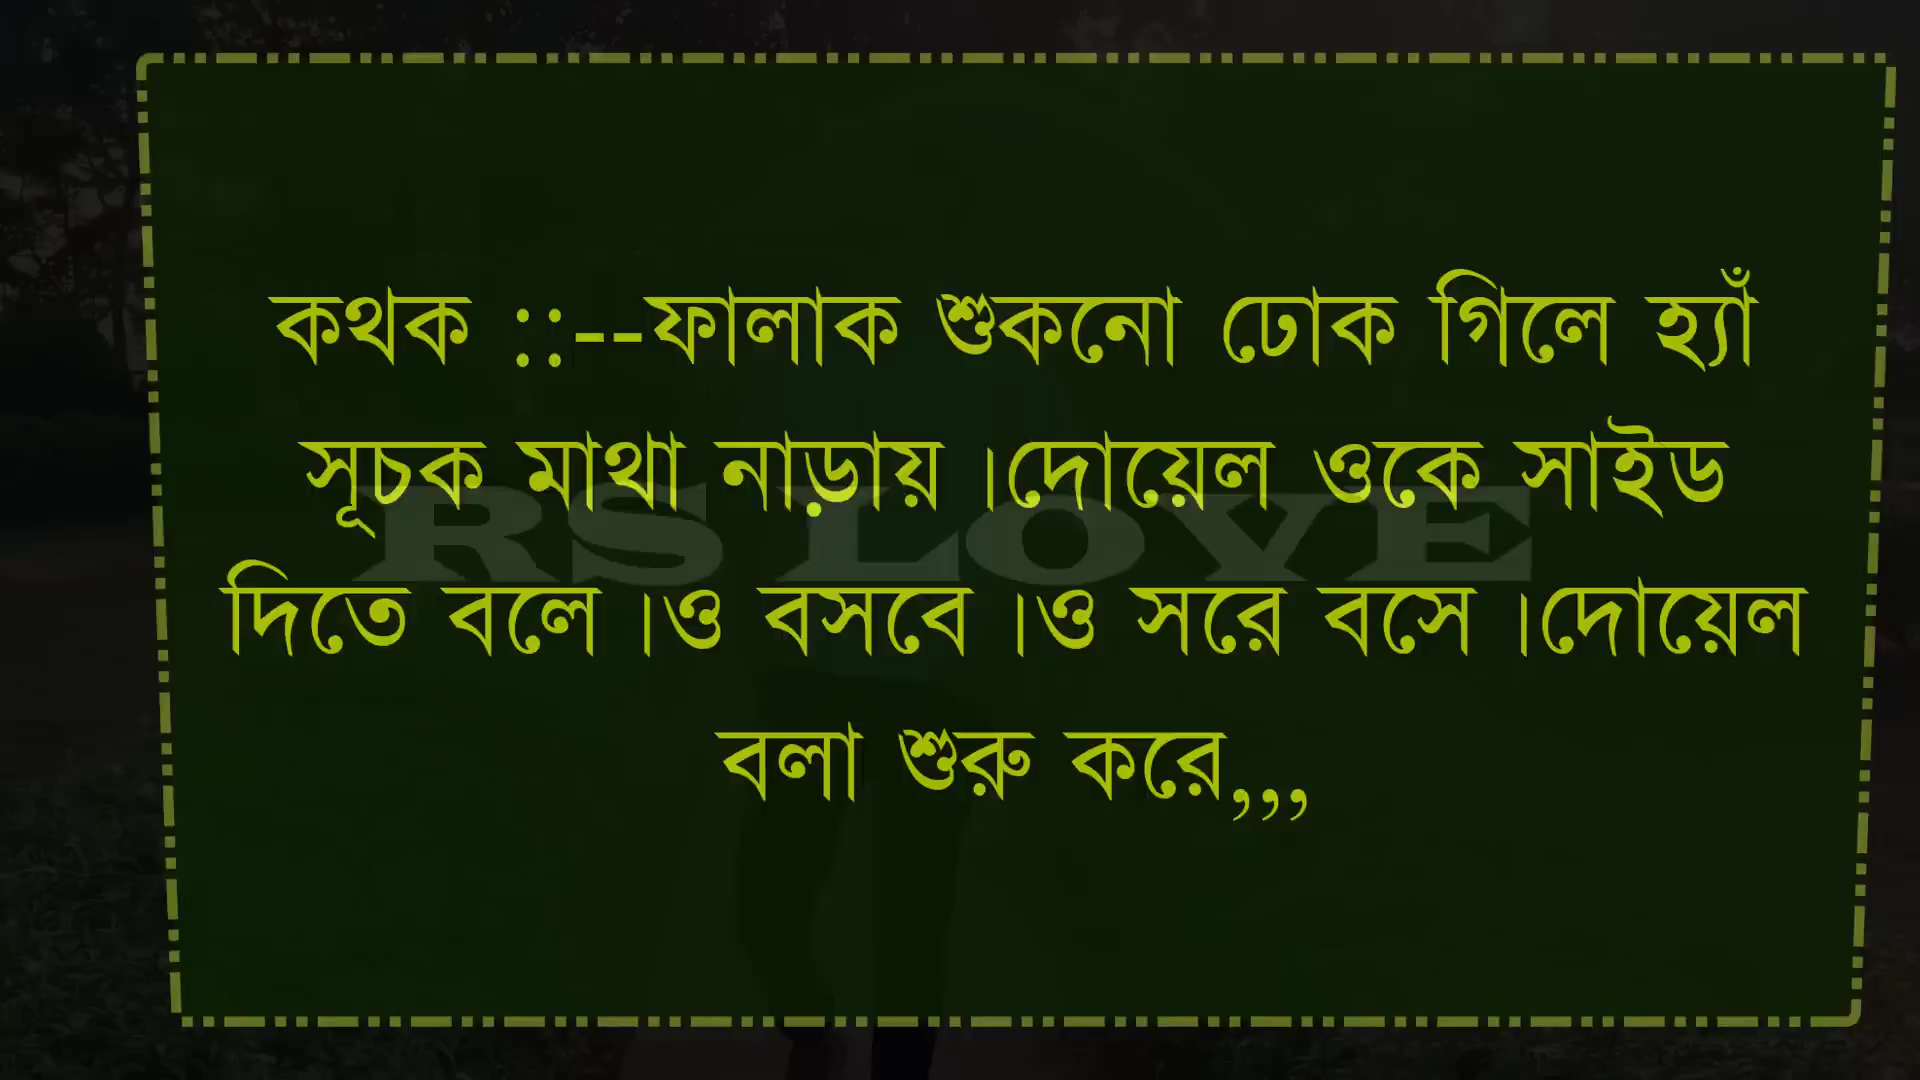 কথক ::--ফালাক শুকনো ঢোক গিলে হ্যাঁ
সূচক মাথা নাড়ায় ।দোয়েল ওকে সাইড
RS LOVE
দিতে বলে ।ও বসবে ।ও সরে বসে ।দোয়েল
বলা শুরু করে,,,